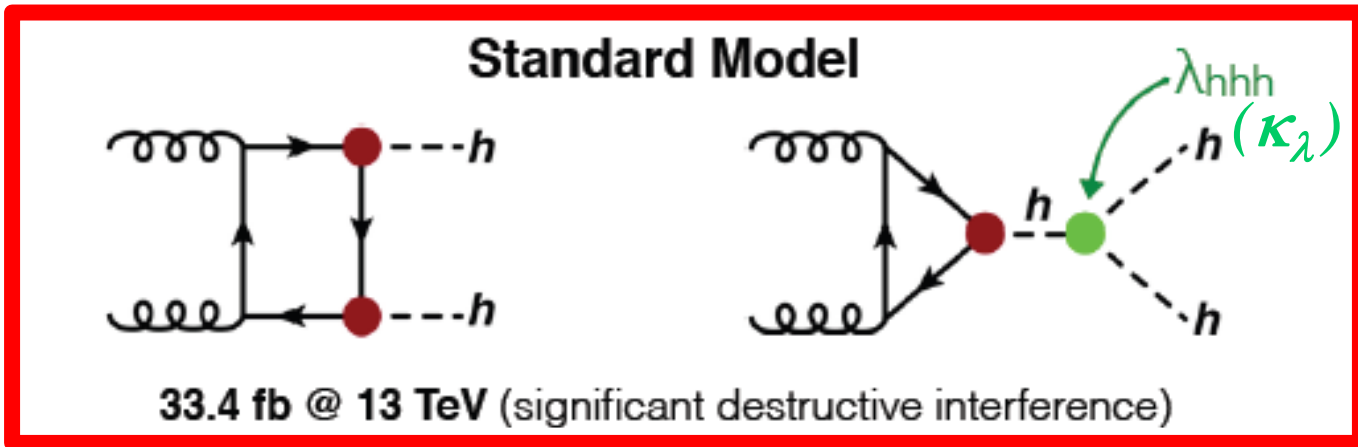 Standard Model
λhhh
(κλ)
h
h
h
h
h
33.4 fb @ 13 TeV (significant destructive interference)